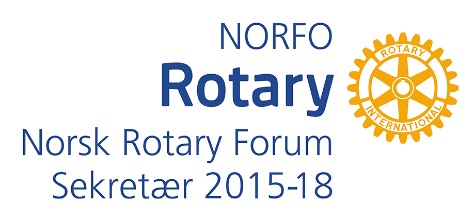 NORFO
Rotary
Norsk Rotary Forum
Sekretær 2015-18
ROTARY
INTERNATIONAL